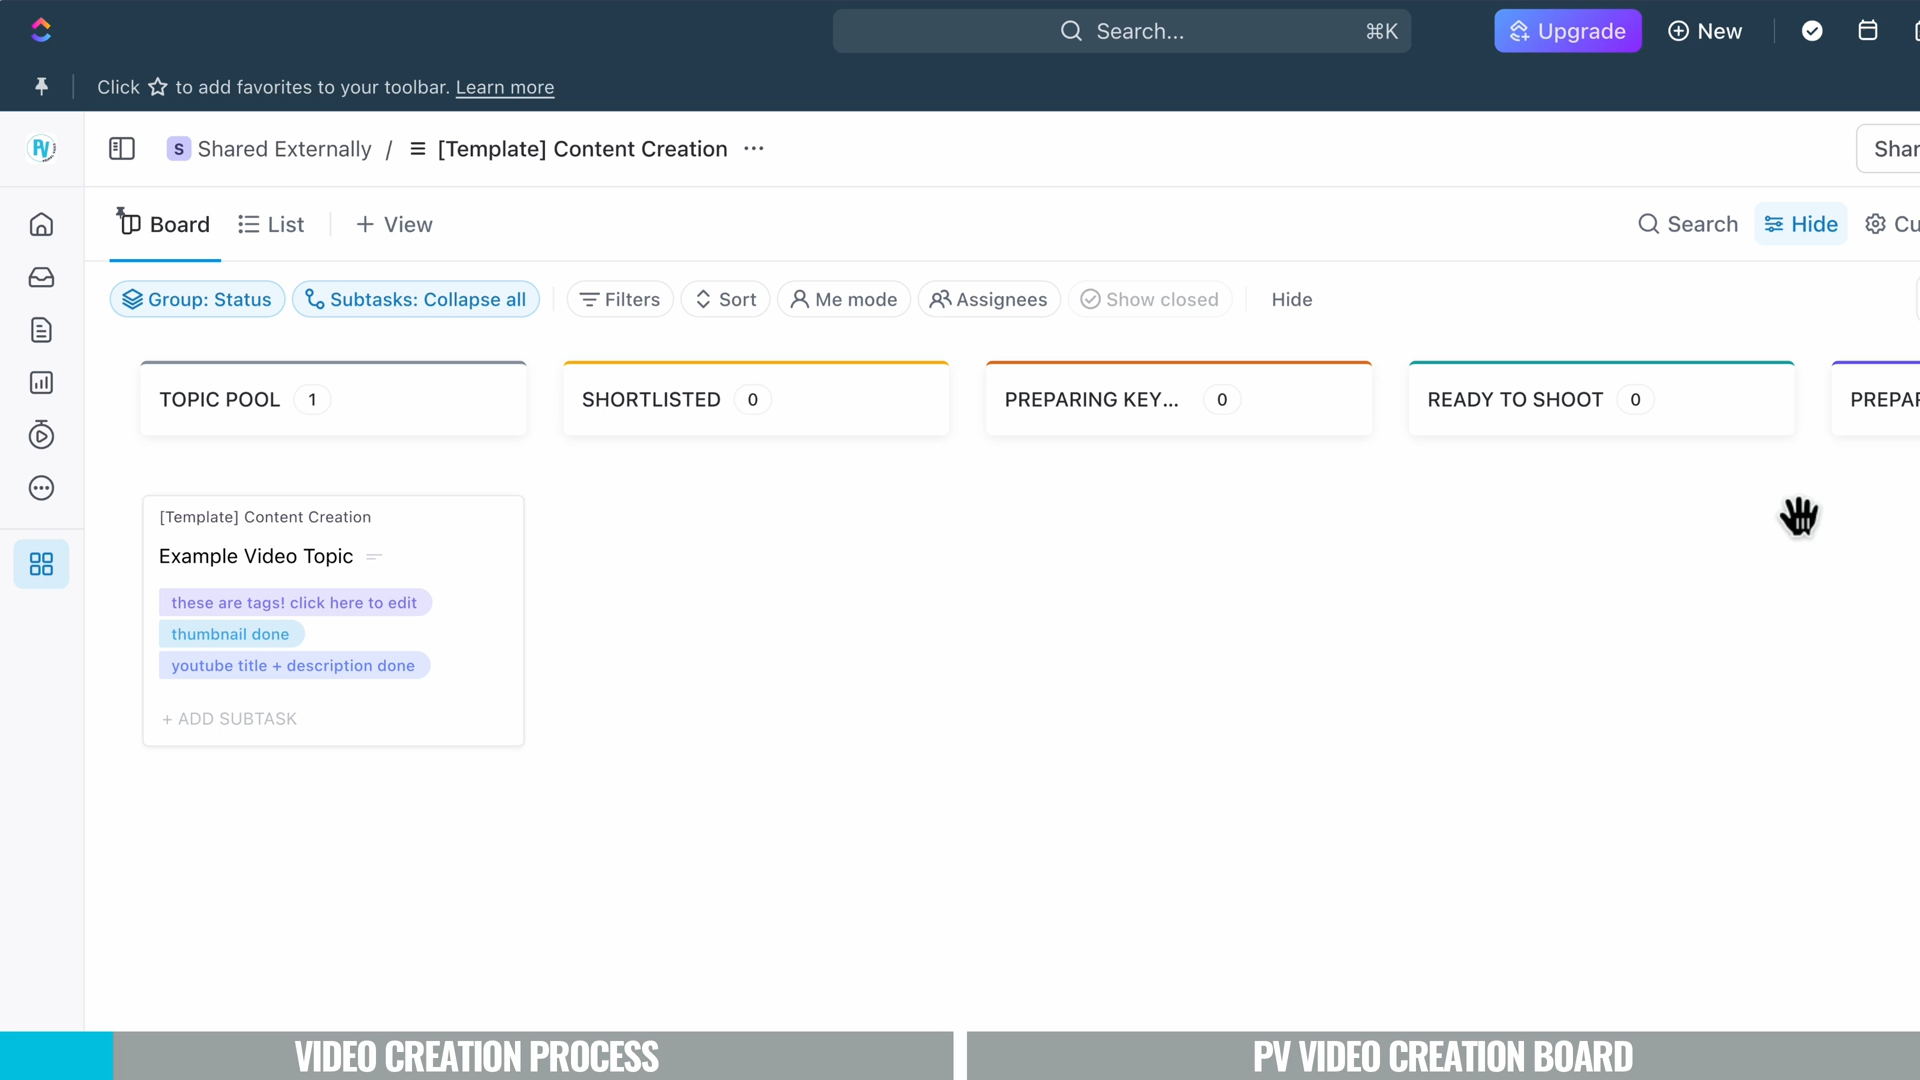 Search... ⌘K
Upgrade
New
Click ☆ to add favorites to your toolbar. Learn more
PV
S Shared Externally / [Template] Content Creation ...
Shar
Board
List
+ View
Search
Hide
Cu
Group: Status
Subtasks: Collapse all
Filters
Sort
Me mode
Assignees
Show closed
Hide
TOPIC POOL 1
SHORTLISTED 0
PREPARING KEY... 0
READY TO SHOOT 0
PREPAR
[Template] Content Creation
Example Video Topic
these are tags! click here to edit
thumbnail done
youtube title + description done
+ ADD SUBTASK
VIDEO CREATION PROCESS
PV VIDEO CREATION BOARD